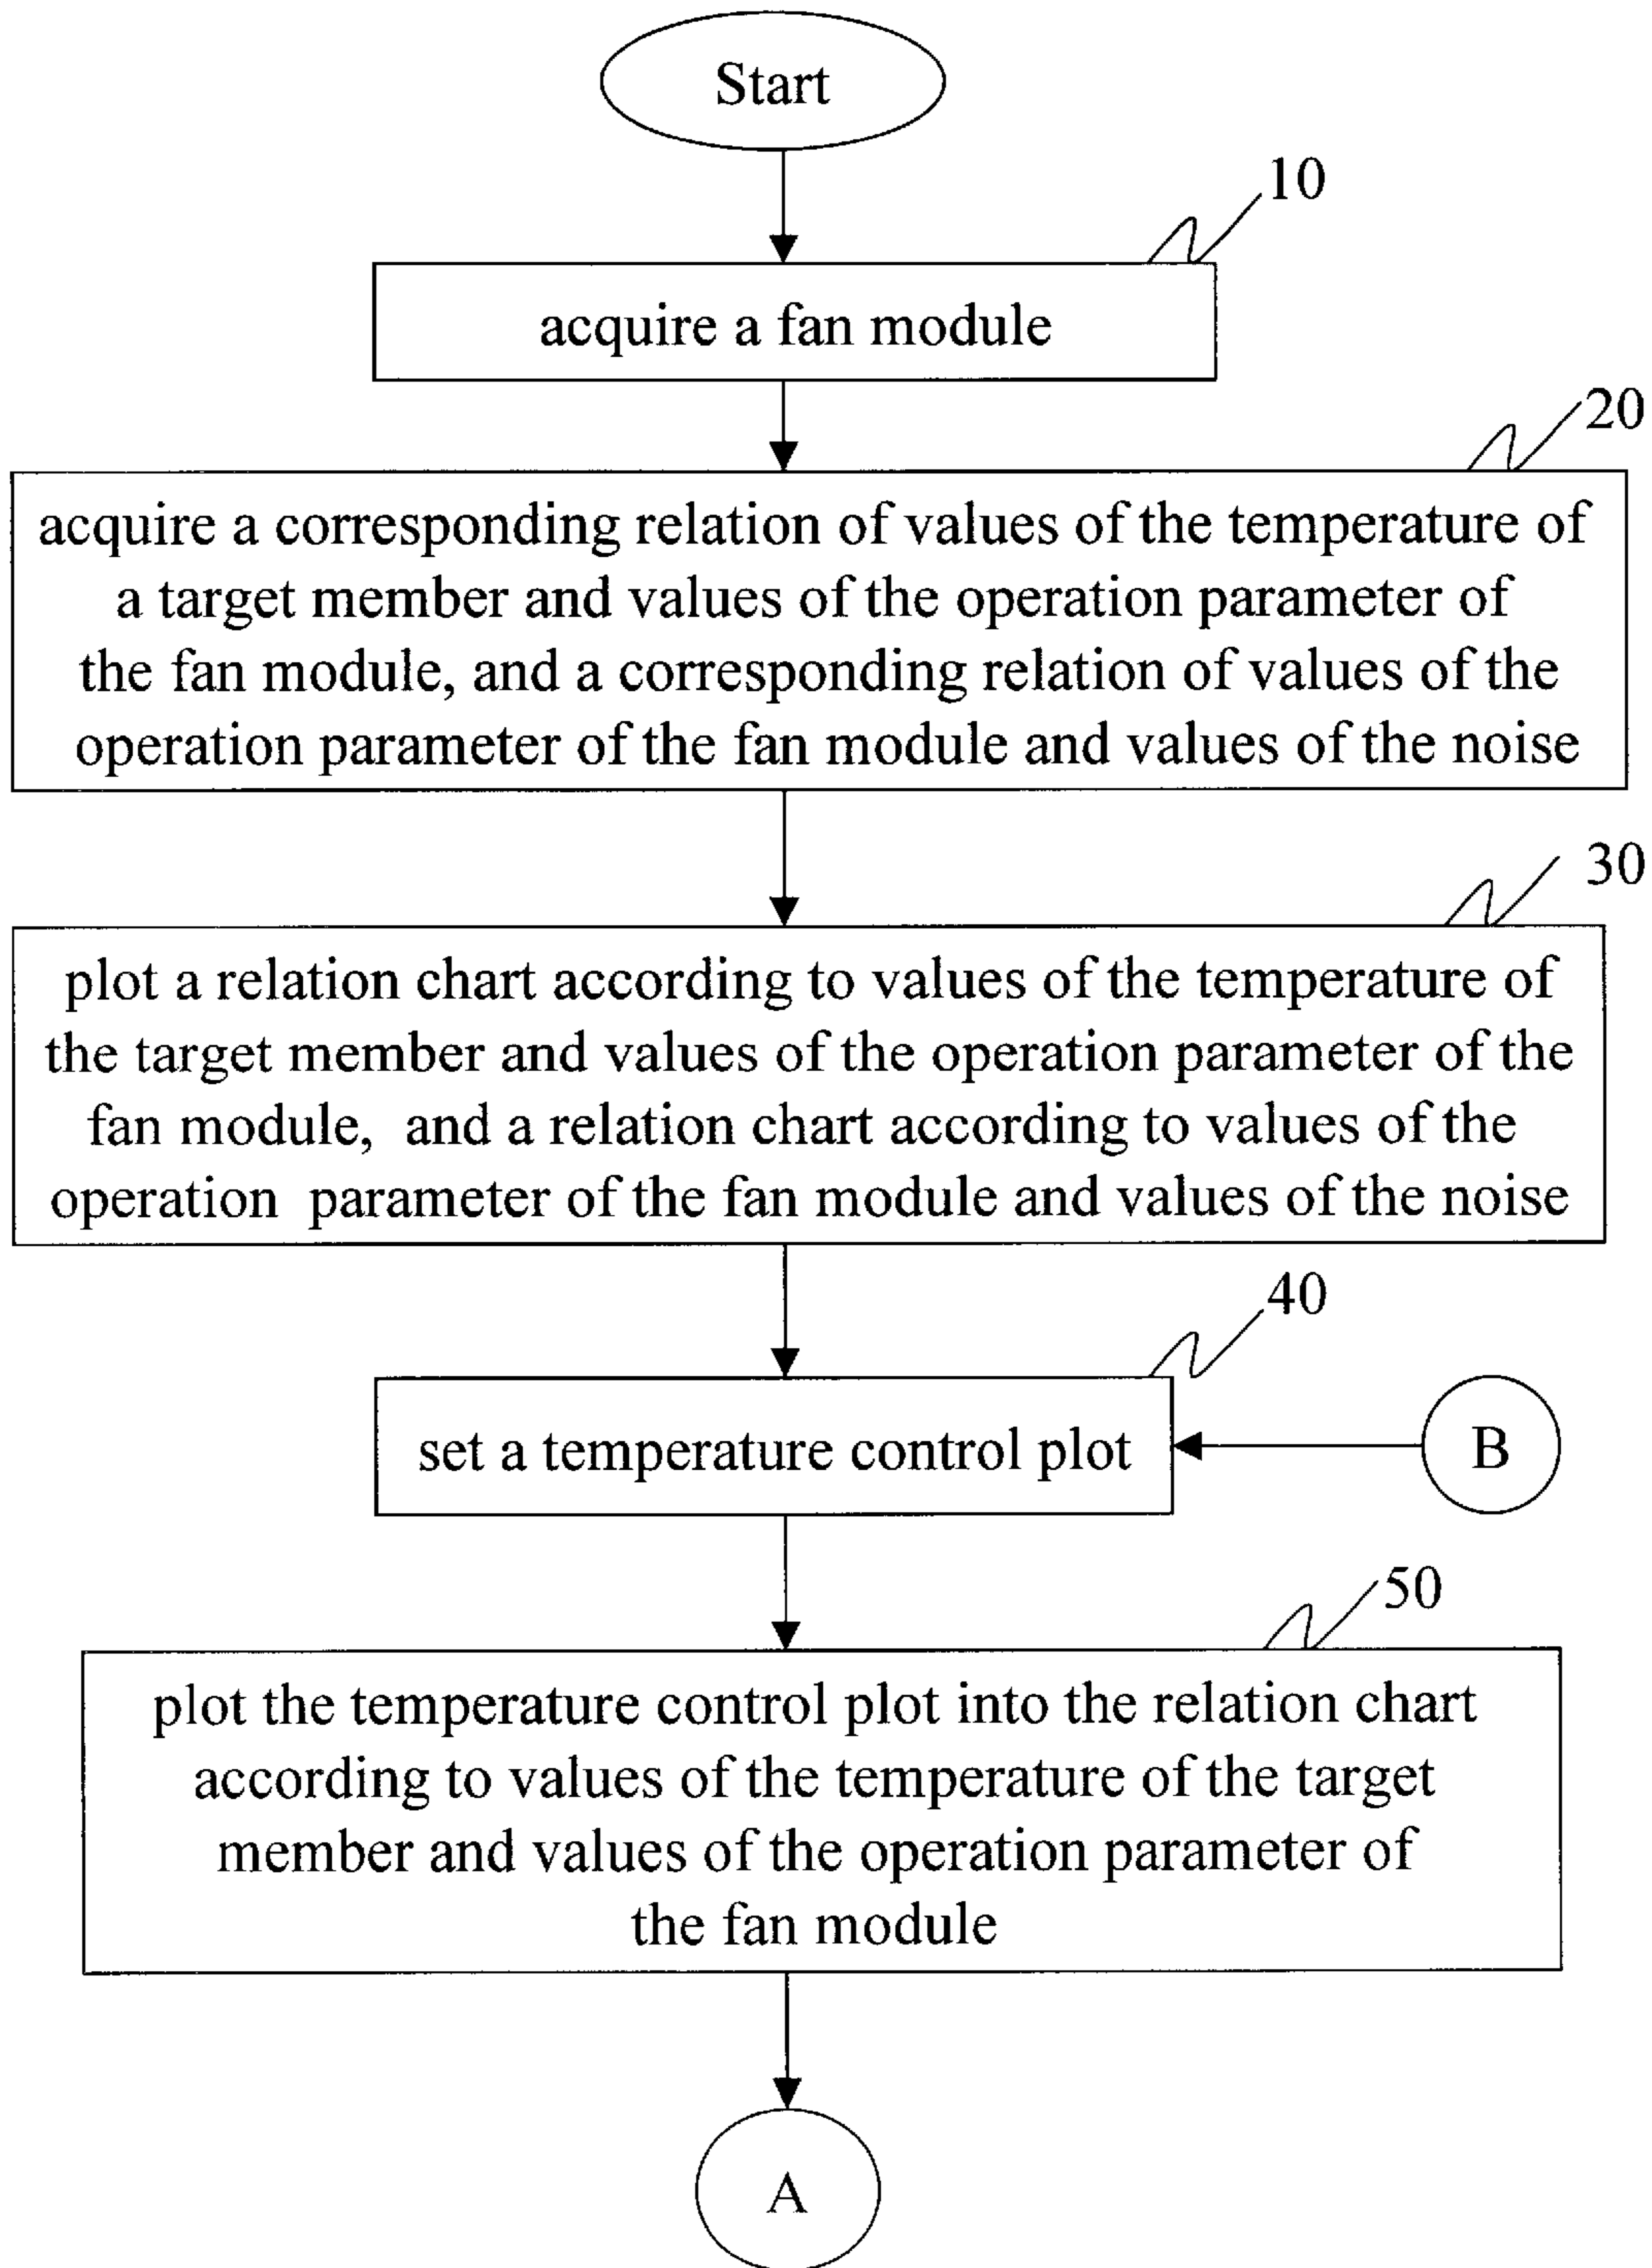 Start
10
acquire a fan module
20
acquire a corresponding relation of values of the temperature of
a target member and values of the operation parameter of
the fan module, and a corresponding relation of values of the
operation parameter of the fan module and values of the noise
30
plot a relation chart according to values of the temperature of
the target member and values of the operation parameter of the
fan module, and a relation chart according to values of the
operation parameter of the fan module and values of the noise
40
set a temperature control plot
B
50
plot the temperature control plot into the relation chart
according to values of the temperature of the target
member and values of the operation parameter of
the fan module
A